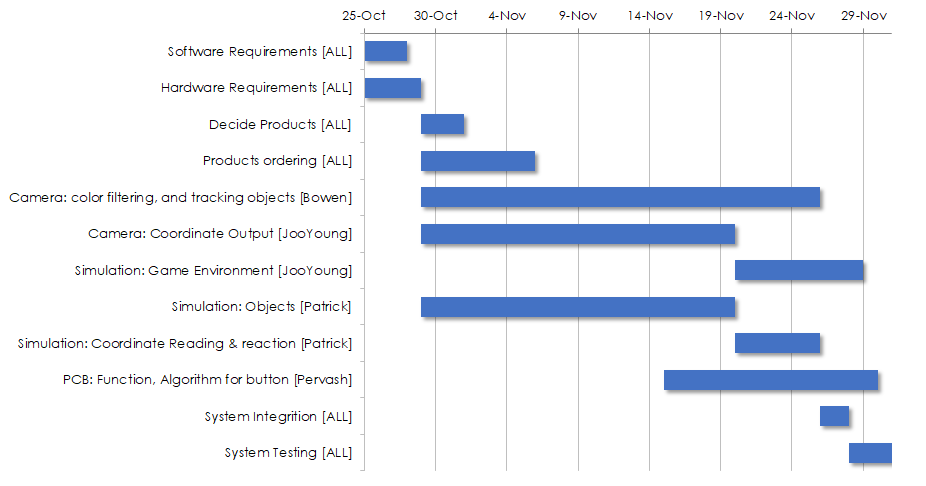 25-Oct 30-Oct 4-Nov 9-Nov 14-Nov 19-Nov 24-Nov 29-Nov
Software Requirements [ALL]
Hardware Requirements [ALL]
Decide Products [ALL]
Products ordering [ALL]
Camera: color filtering, and tracking objects [Bowen]
Camera: Coordinate Output [JooYoung]
Simulation: Game Environment [JooYoung]
Simulation: Objects [Patrick]
Simulation: Coordinate Reading & reaction [Patrick]
PCB: Function, Algorithm for button [Pervash]
System Integrition [ALL]
System Testing [ALL]